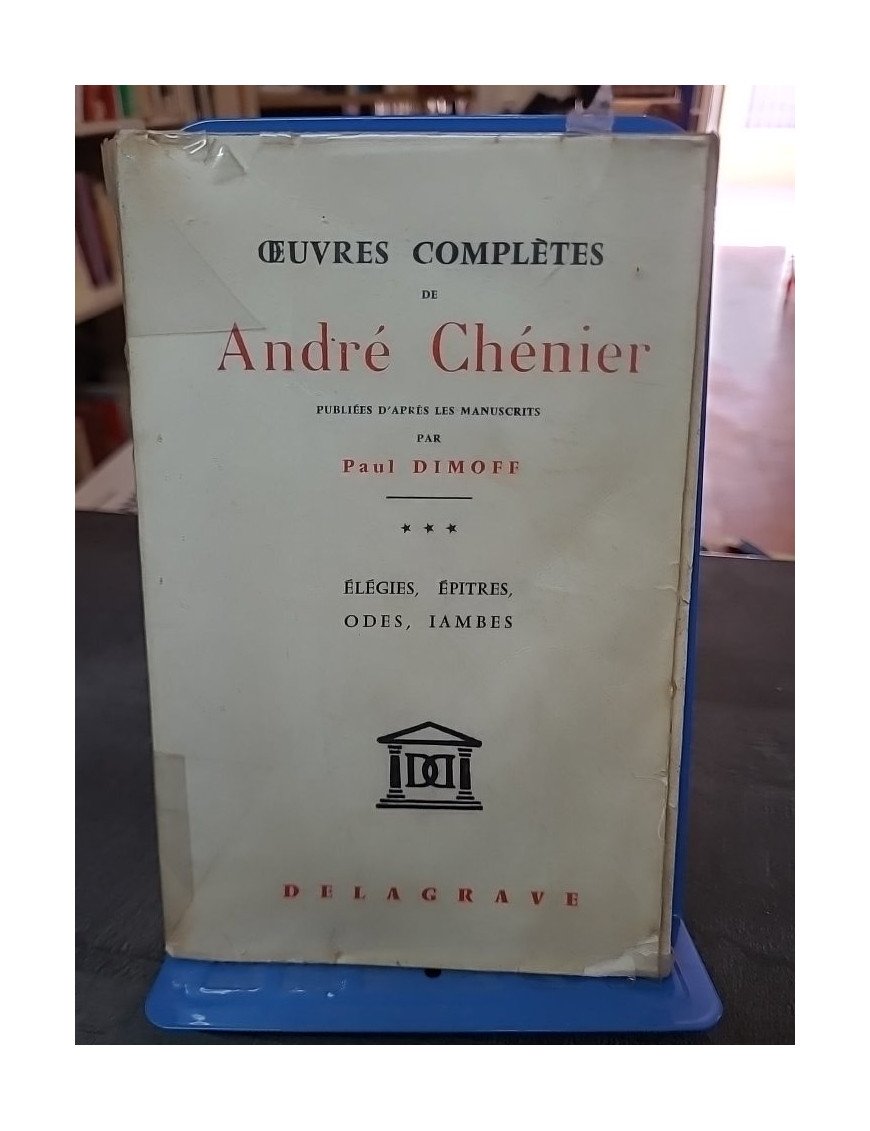 ŒUVRES COMPLÈTES
DE
André Chénier
PUBLIÉES D'APRÈS LES MANUSCRITS
PAR
Paul DIMOFF
★ ★ ★
ÉLÉGIES, ÉPITRES,
ODES, IAMBES
DD
DELAGRAVE